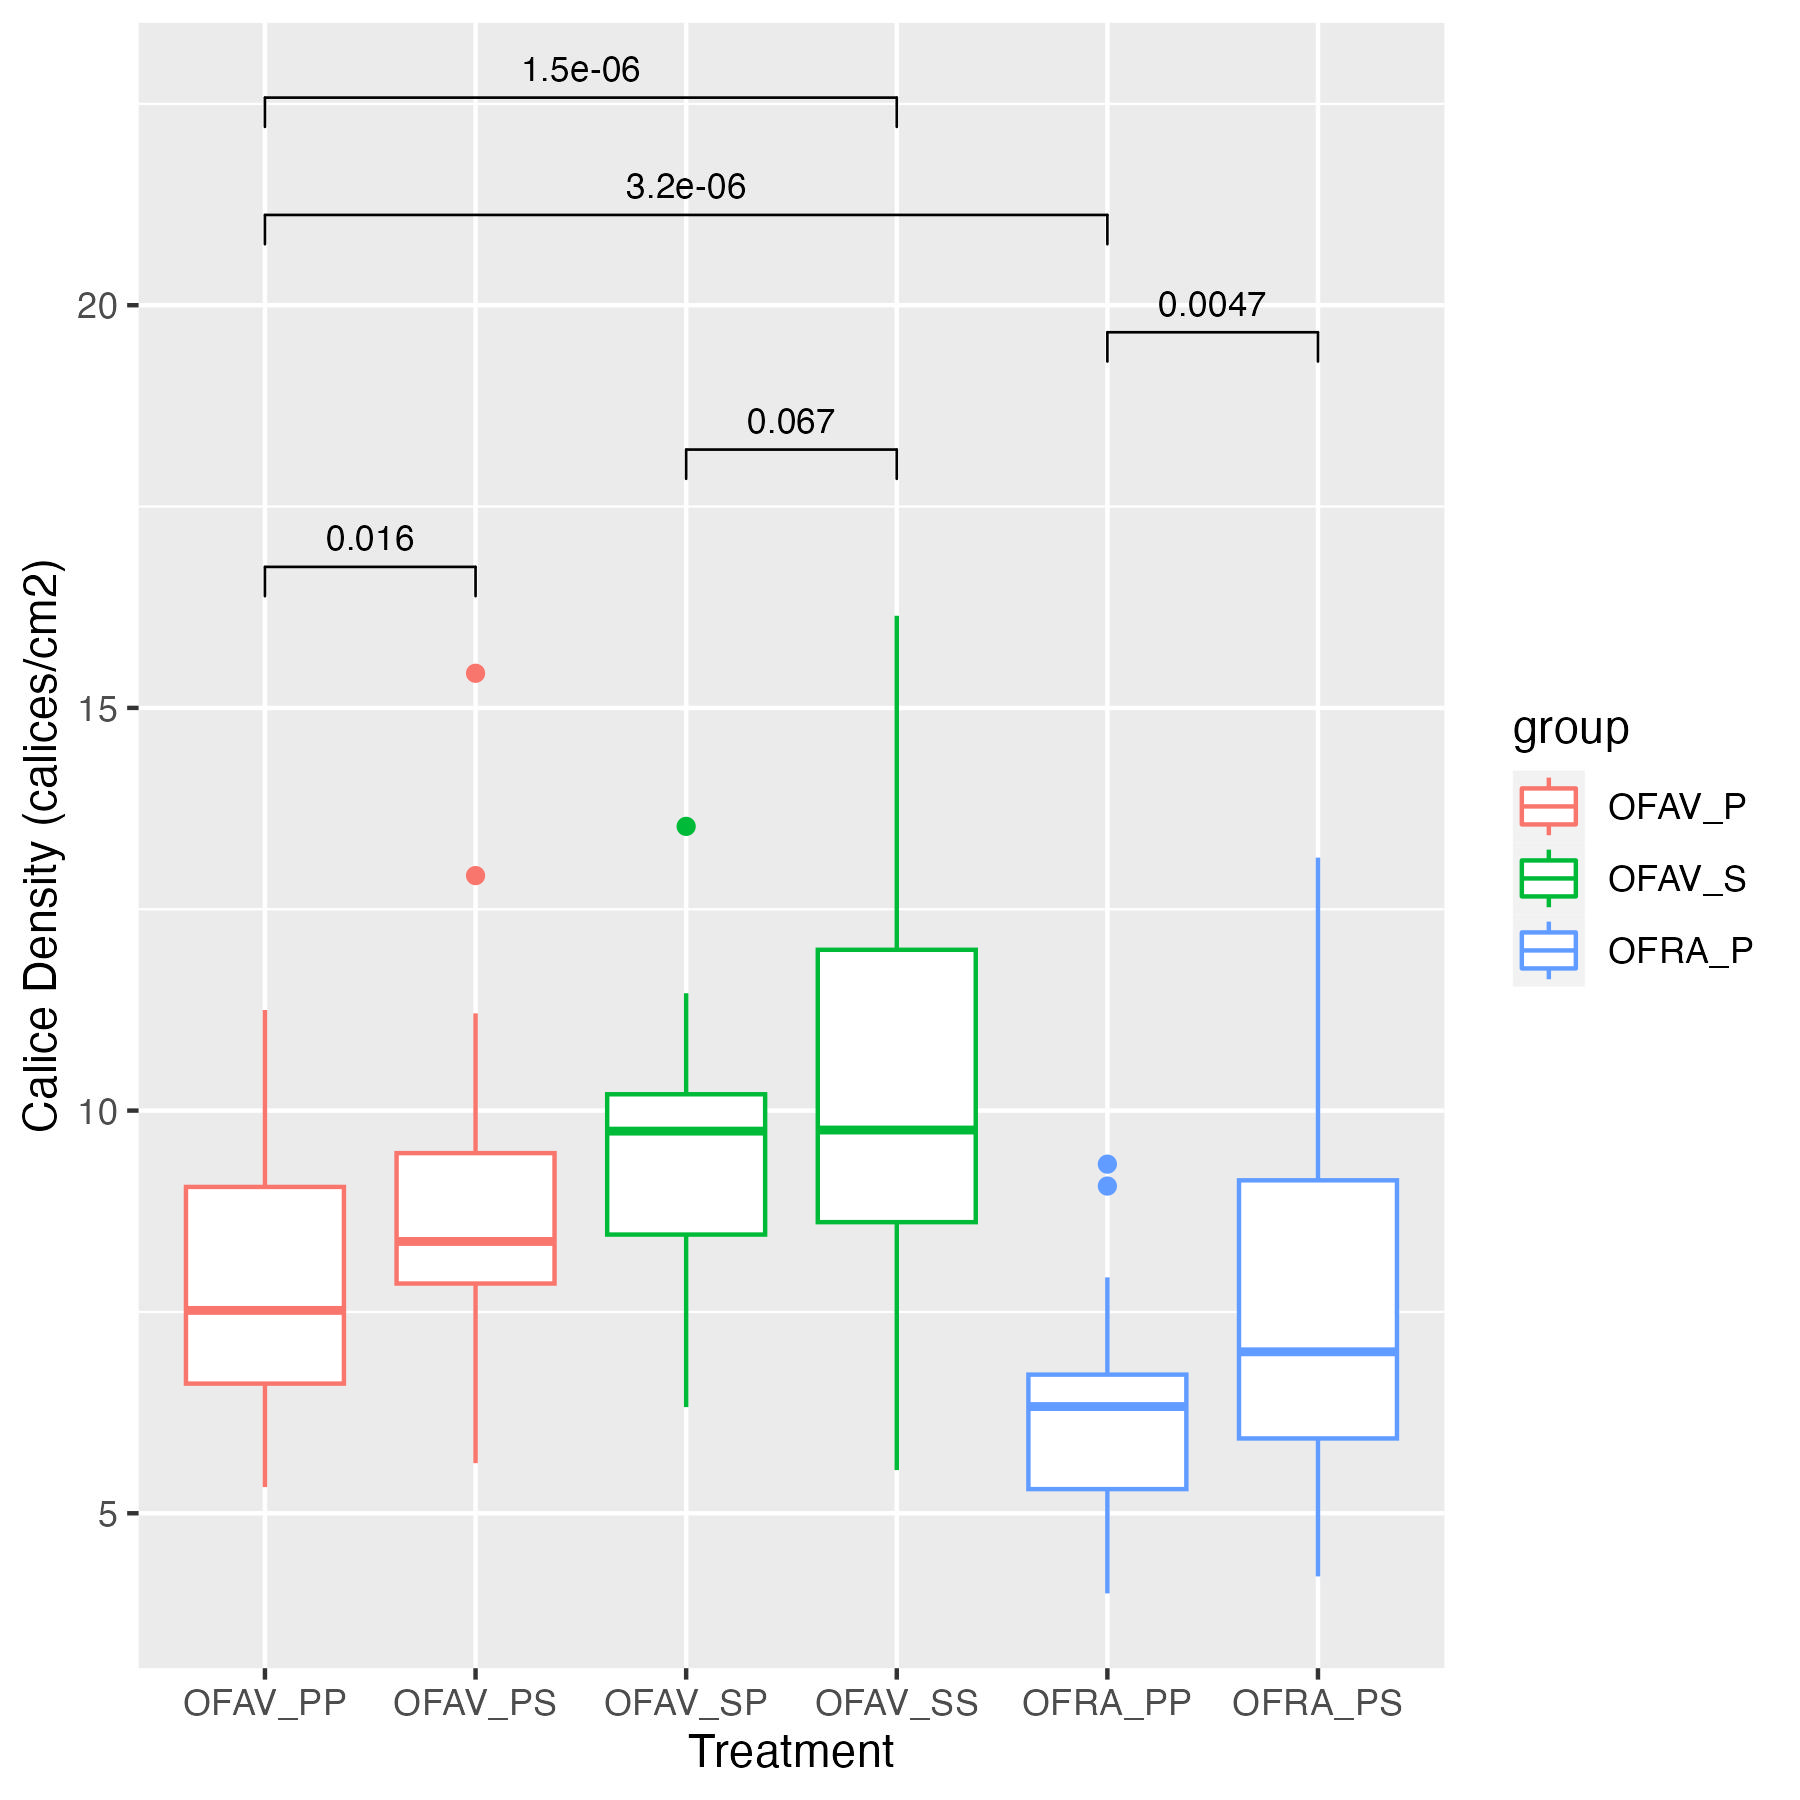 1.5e-06
3.2e-06
0.0047
0.067
0.016
Calice Density (calices/cm2)
20
15
10
5
OFAV_PP OFAV_PS OFAV_SP OFAV_SS OFRA_PP OFRA_PS
Treatment
group
OFAV_P
OFAV_S
OFRA_P